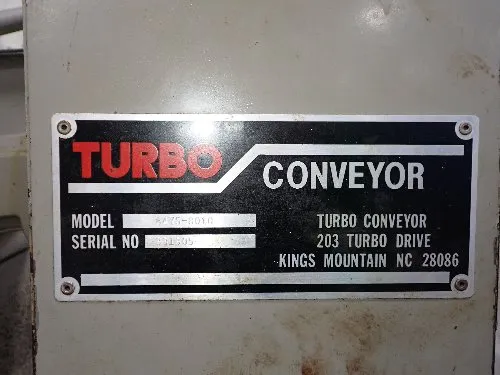 TURBO CONVEYOR
MODEL
SERIAL NO
TURBO CONVEYOR
203 TURBO DRIVE
KINGS MOUNTAIN NC 28086